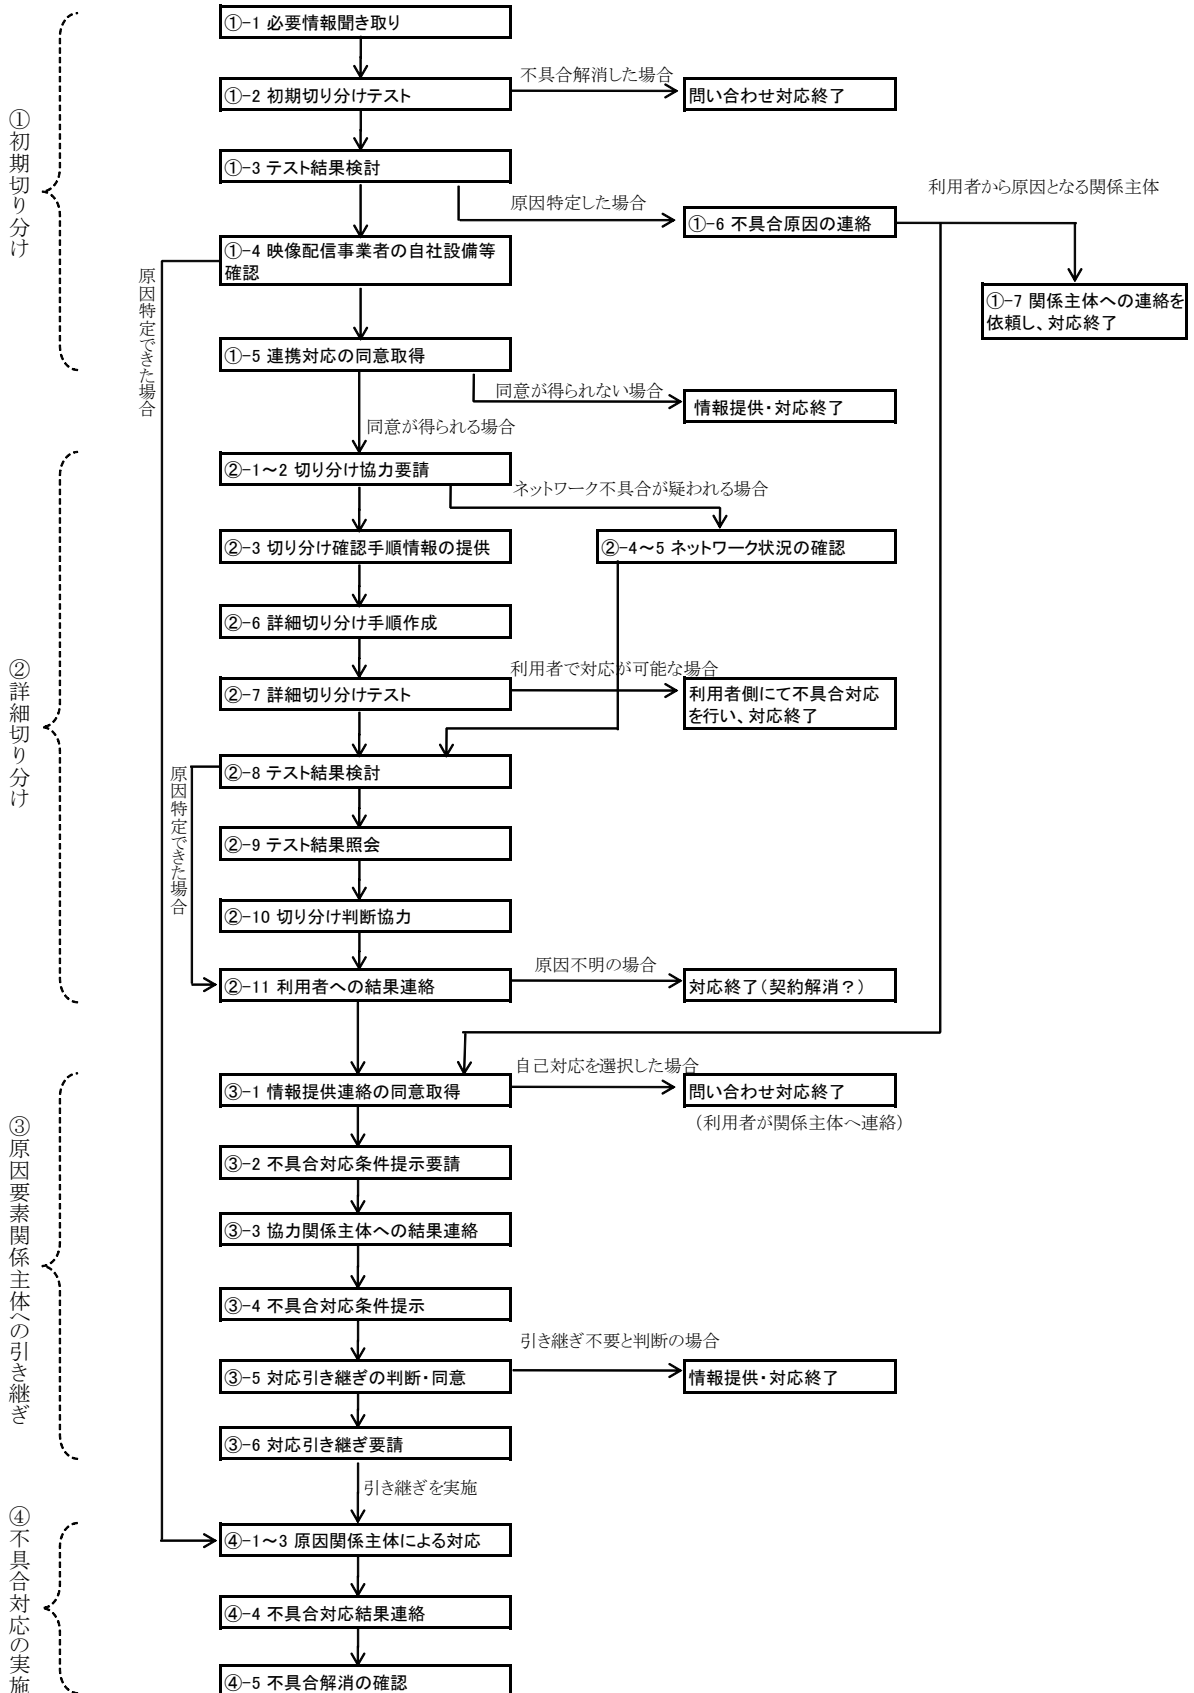 ①初期切り分け
①-1 必要情報聞き取り
①-2 初期切り分けテスト
不具合解消した場合
問い合わせ対応終了
①-3 テスト結果検討
原因特定した場合
①-6 不具合原因の連絡
利用者から原因となる関係主体
①-7 関係主体への連絡を
依頼し、対応終了
①-4 映像配信事業者の自社設備等
確認
原因特定できた場合
①-5 連携対応の同意取得
同意が得られない場合
情報提供・対応終了
同意が得られる場合
②詳細切り分け
②-1～2 切り分け協力要請
ネットワーク不具合が疑われる場合
②-3 切り分け確認手順情報の提供
②-4～5 ネットワーク状況の確認
②-6 詳細切り分け手順作成
利用者で対応が可能な場合
②-7 詳細切り分けテスト
利用者側にて不具合対応
を行い、対応終了
②-8 テスト結果検討
原因特定できた場合
②-9 テスト結果照会
②-10 切り分け判断協力
②-11 利用者への結果連絡
原因不明の場合
対応終了（契約解消？）
③原因要素関係主体への引き継ぎ
③-1 情報提供連絡の同意取得
自己対応を選択した場合
問い合わせ対応終了
（利用者が関係主体へ連絡）
③-2 不具合対応条件提示要請
③-3 協力関係主体への結果連絡
③-4 不具合対応条件提示
③-5 対応引き継ぎの判断・同意
引き継ぎ不要と判断の場合
情報提供・対応終了
③-6 対応引き継ぎ要請
引き継ぎを実施
④不具合対応の実施
④-1～3 原因関係主体による対応
④-4 不具合対応結果連絡
④-5 不具合解消の確認